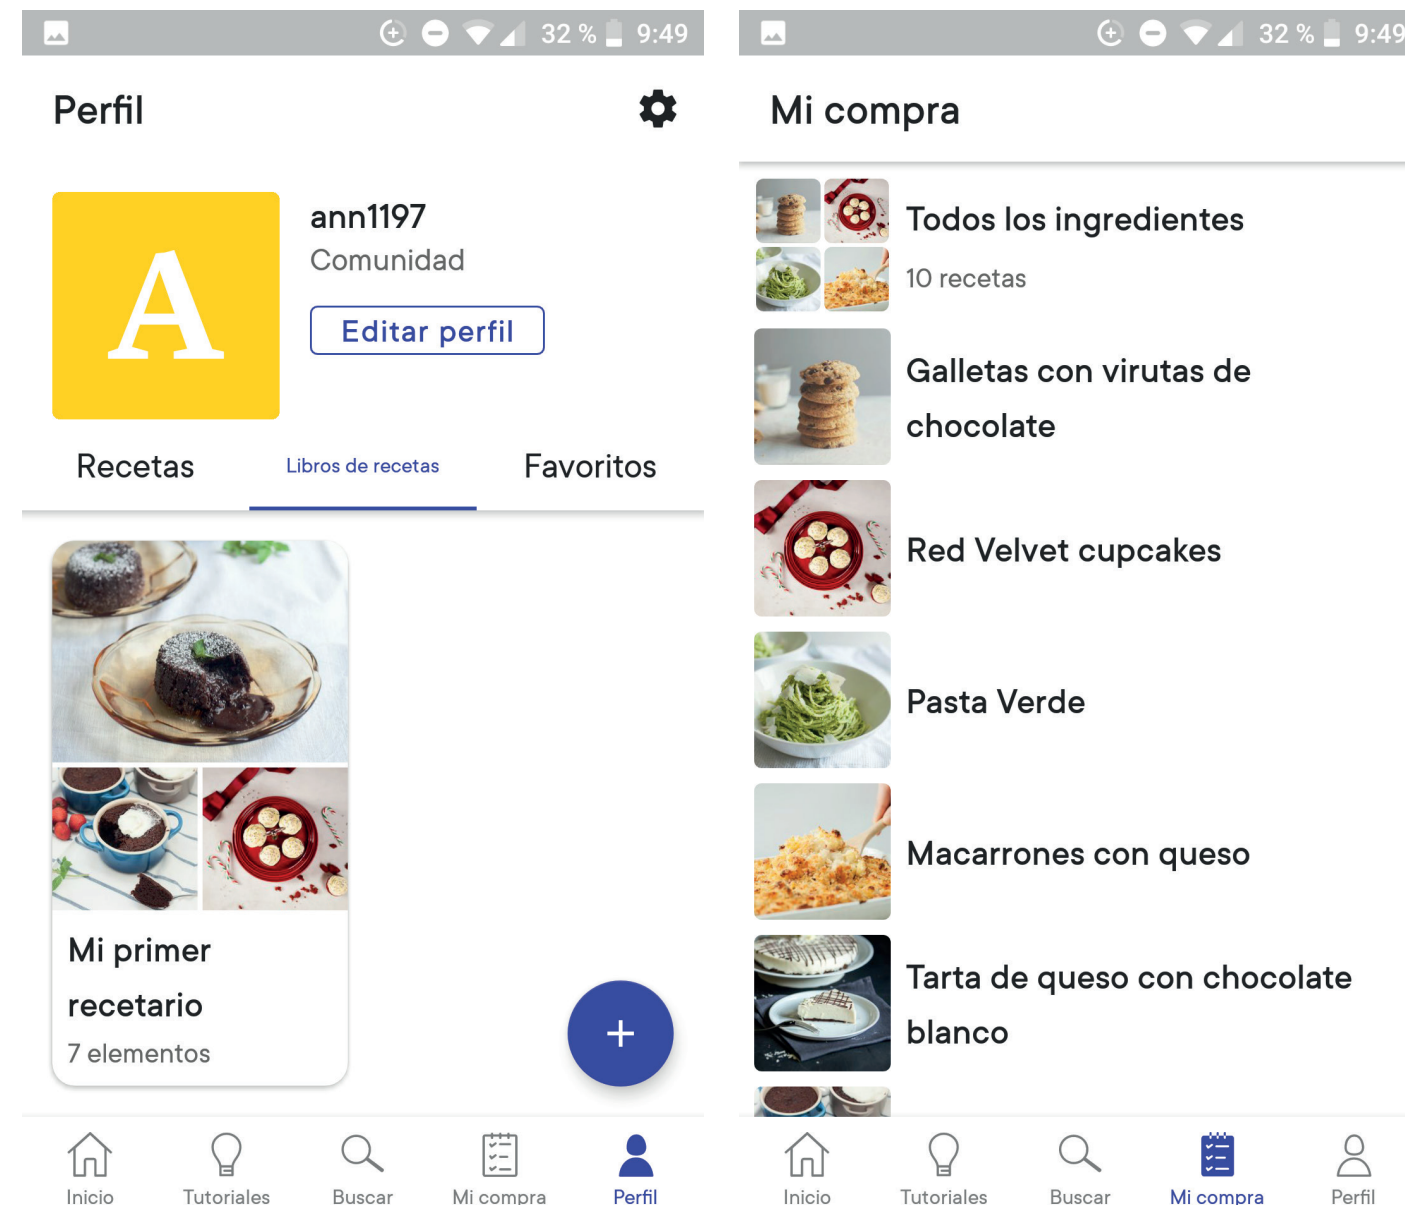 32 % 9:49
Perfil
A
ann1197
Comunidad
Editar perfil
Recetas Libros de recetas Favoritos
Mi primer
recetario
7 elementos
+
Inicio Tutoriales Buscar Mi compra Perfil
32 % 9:49
Mi compra
Todos los ingredientes
10 recetas
Galletas con virutas de
chocolate
Red Velvet cupcakes
Pasta Verde
Macarrones con queso
Tarta de queso con chocolate
blanco
Inicio Tutoriales Buscar Mi compra Perfil